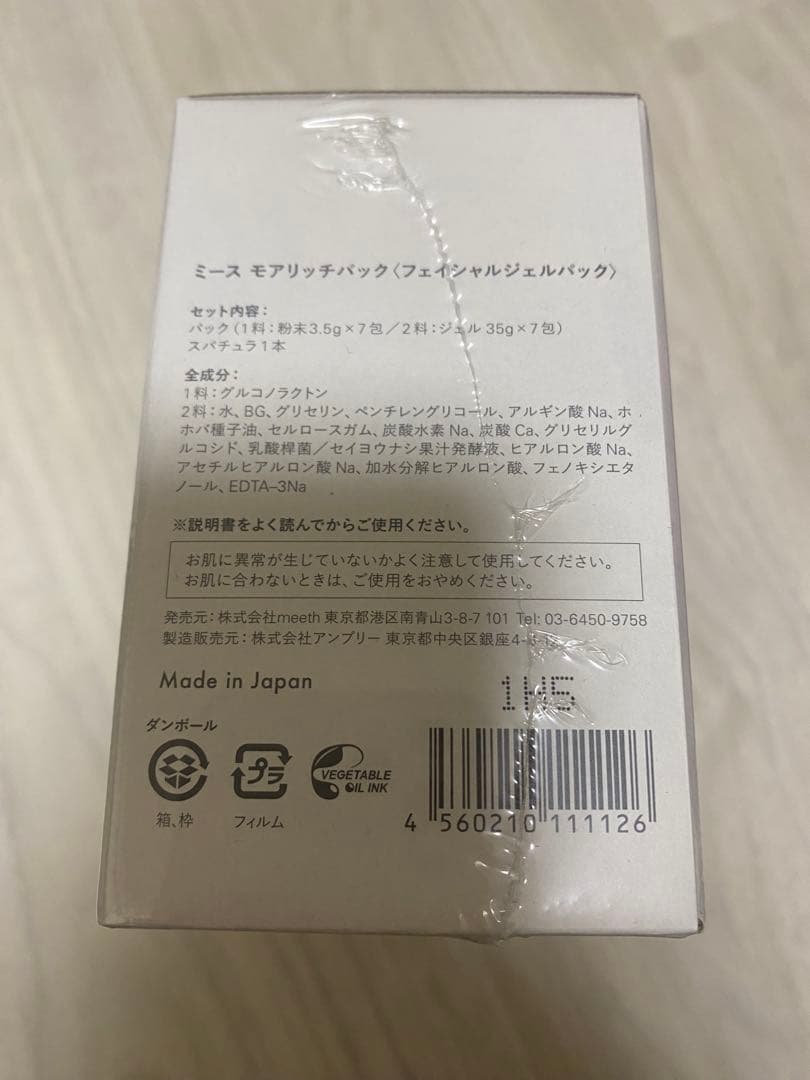 ミース モアリッチパック〈フェイシャルジェルパック〉
セット内容：
パック（1料：粉末3.5g×7包／2料：ジェル 35g×7包）
スパチュラ1本
全成分：
1料：グルコノラクトン
2料：水、BG、グリセリン、ペンチレングリコール、アルギン酸Na、ホ
ホバ種子油、セルロースガム、炭酸水素Na、炭酸Ca、グリセリルグ
ルコシド、乳酸桿菌／セイヨウナシ果汁発酵液、ヒアルロン酸Na、
アセチルヒアルロン酸Na、加水分解ヒアルロン酸、フェノキシエタ
ノール、EDTA–3Na
※説明書をよく読んでからご使用ください。
お肌に異常が生じていないかよく注意して使用してください。
お肌に合わないときは、ご使用をおやめください。
発売元：株式会社meeth 東京都港区南青山3-8-7 101 Tel: 03-6450-9758
製造販売元：株式会社アンブリー 東京都中央区銀座
Made in Japan
1H5
ダンボール
プラ
VEGETABLE
OIL INK
箱、枠
フィルム
4 560210 111126